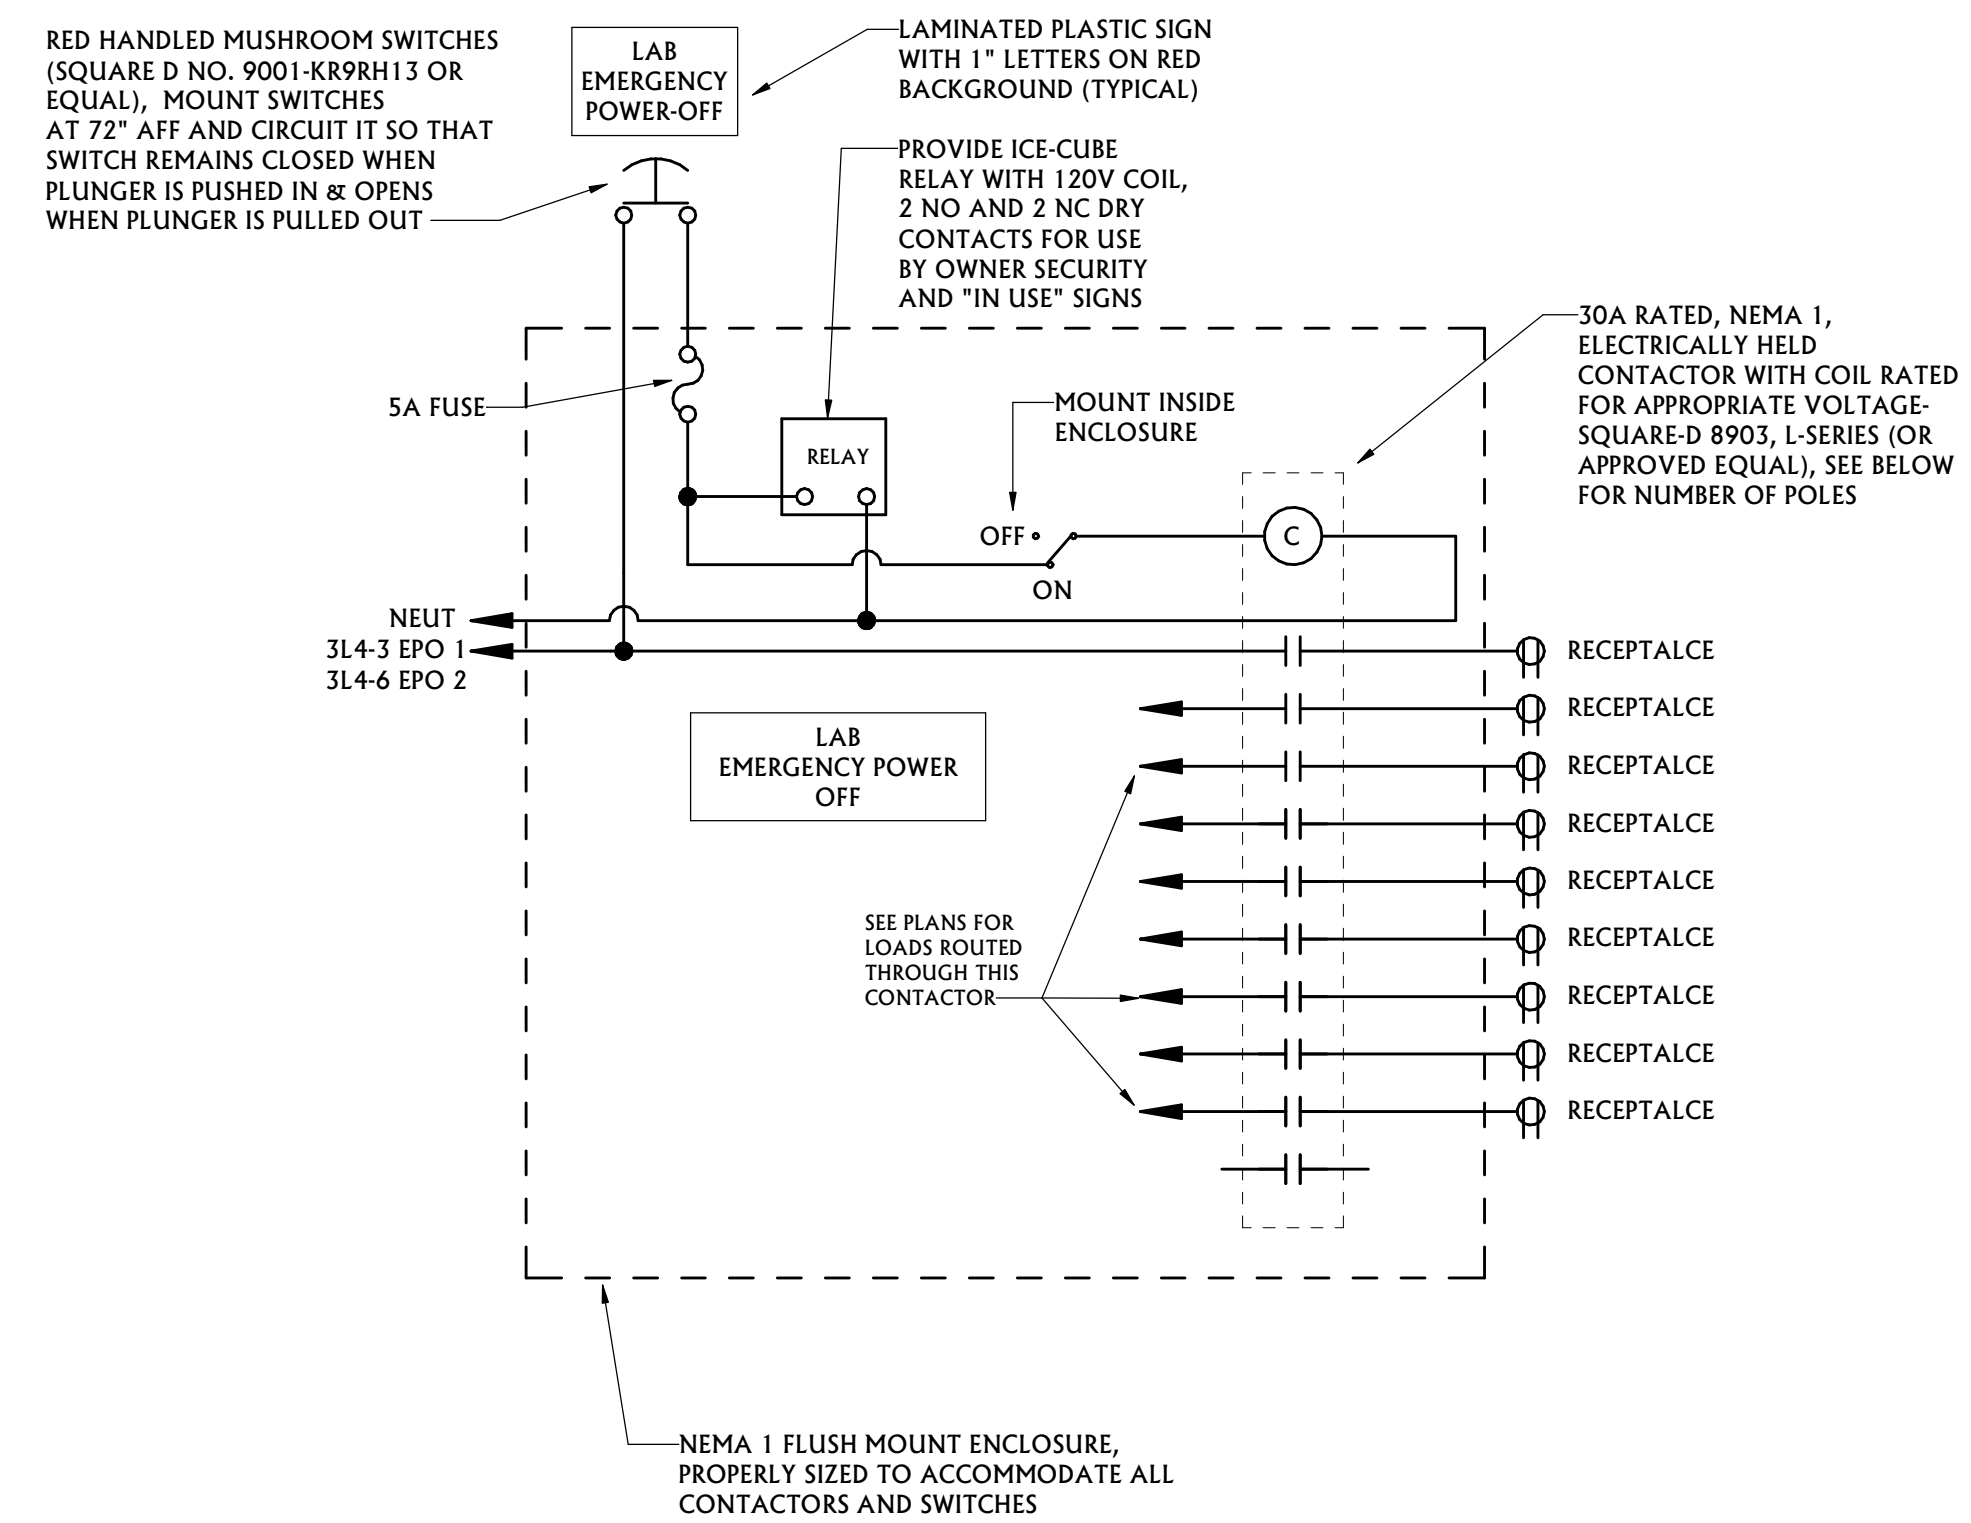 RED HANDLED MUSHROOM SWITCHES
(SQUARE D NO. 9001-KR9RH13 OR
EQUAL), MOUNT SWITCHES
AT 72" AFF AND CIRCUIT IT SO THAT
SWITCH REMAINS CLOSED WHEN
PLUNGER IS PUSHED IN & OPENS
WHEN PLUNGER IS PULLED OUT
LAB
EMERGENCY
POWER-OFF
LAMINATED PLASTIC SIGN
WITH 1" LETTERS ON RED
BACKGROUND (TYPICAL)
PROVIDE ICE-CUBE
RELAY WITH 120V COIL,
2 NO AND 2 NC DRY
CONTACTS FOR USE
BY OWNER SECURITY
AND "IN USE" SIGNS
30A RATED, NEMA 1,
ELECTRICALLY HELD
CONTACTOR WITH COIL RATED
FOR APPROPRIATE VOLTAGE-
SQUARE-D 8903, L-SERIES (OR
APPROVED EQUAL), SEE BELOW
FOR NUMBER OF POLES
5A FUSE
RELAY
MOUNT INSIDE
ENCLOSURE
OFF
ON
C
NEUT
3L4-3 EPO 1
3L4-6 EPO 2
LAB
EMERGENCY POWER
OFF
RECEPTALCE
RECEPTALCE
RECEPTALCE
RECEPTALCE
RECEPTALCE
RECEPTALCE
RECEPTALCE
RECEPTALCE
RECEPTALCE
SEE PLANS FOR
LOADS ROUTED
THROUGH THIS
CONTACTOR
NEMA 1 FLUSH MOUNT ENCLOSURE,
PROPERLY SIZED TO ACCOMMODATE ALL
CONTACTORS AND SWITCHES